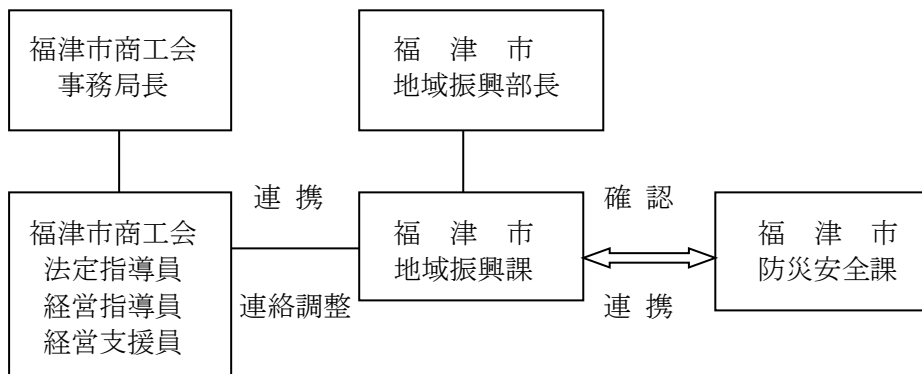 福津市商工会
事務局長
福 津 市
地域振興部長
福津市商工会
法定指導員
経営指導員
経営支援員
連 携
連絡調整
福 津 市
地域振興課
確 認
連 携
福 津 市
防災安全課